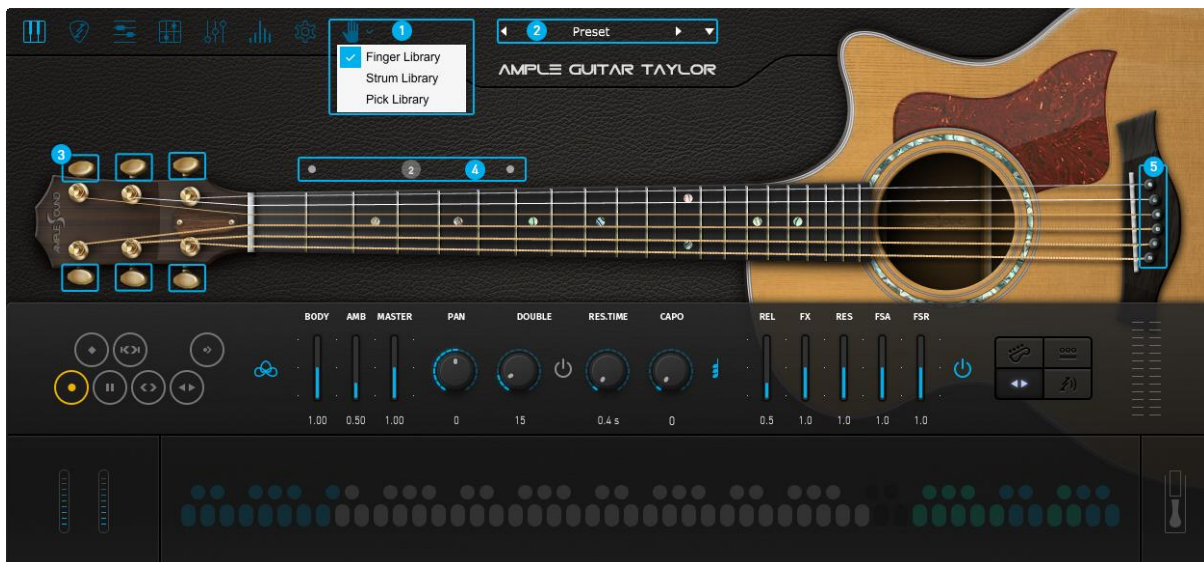 1
2 Preset
Finger Library
Strum Library
Pick Library
AMPLE GUITAR TAYLOR
3
2 4
5
AMPLE SOUND
BODY AMB MASTER PAN DOUBLE RES.TIME CAPO REL FX RES FSA FSR
1.00 0.50 1.00 0 15 0.4 s 0 0.5 1.0 1.0 1.0 1.0